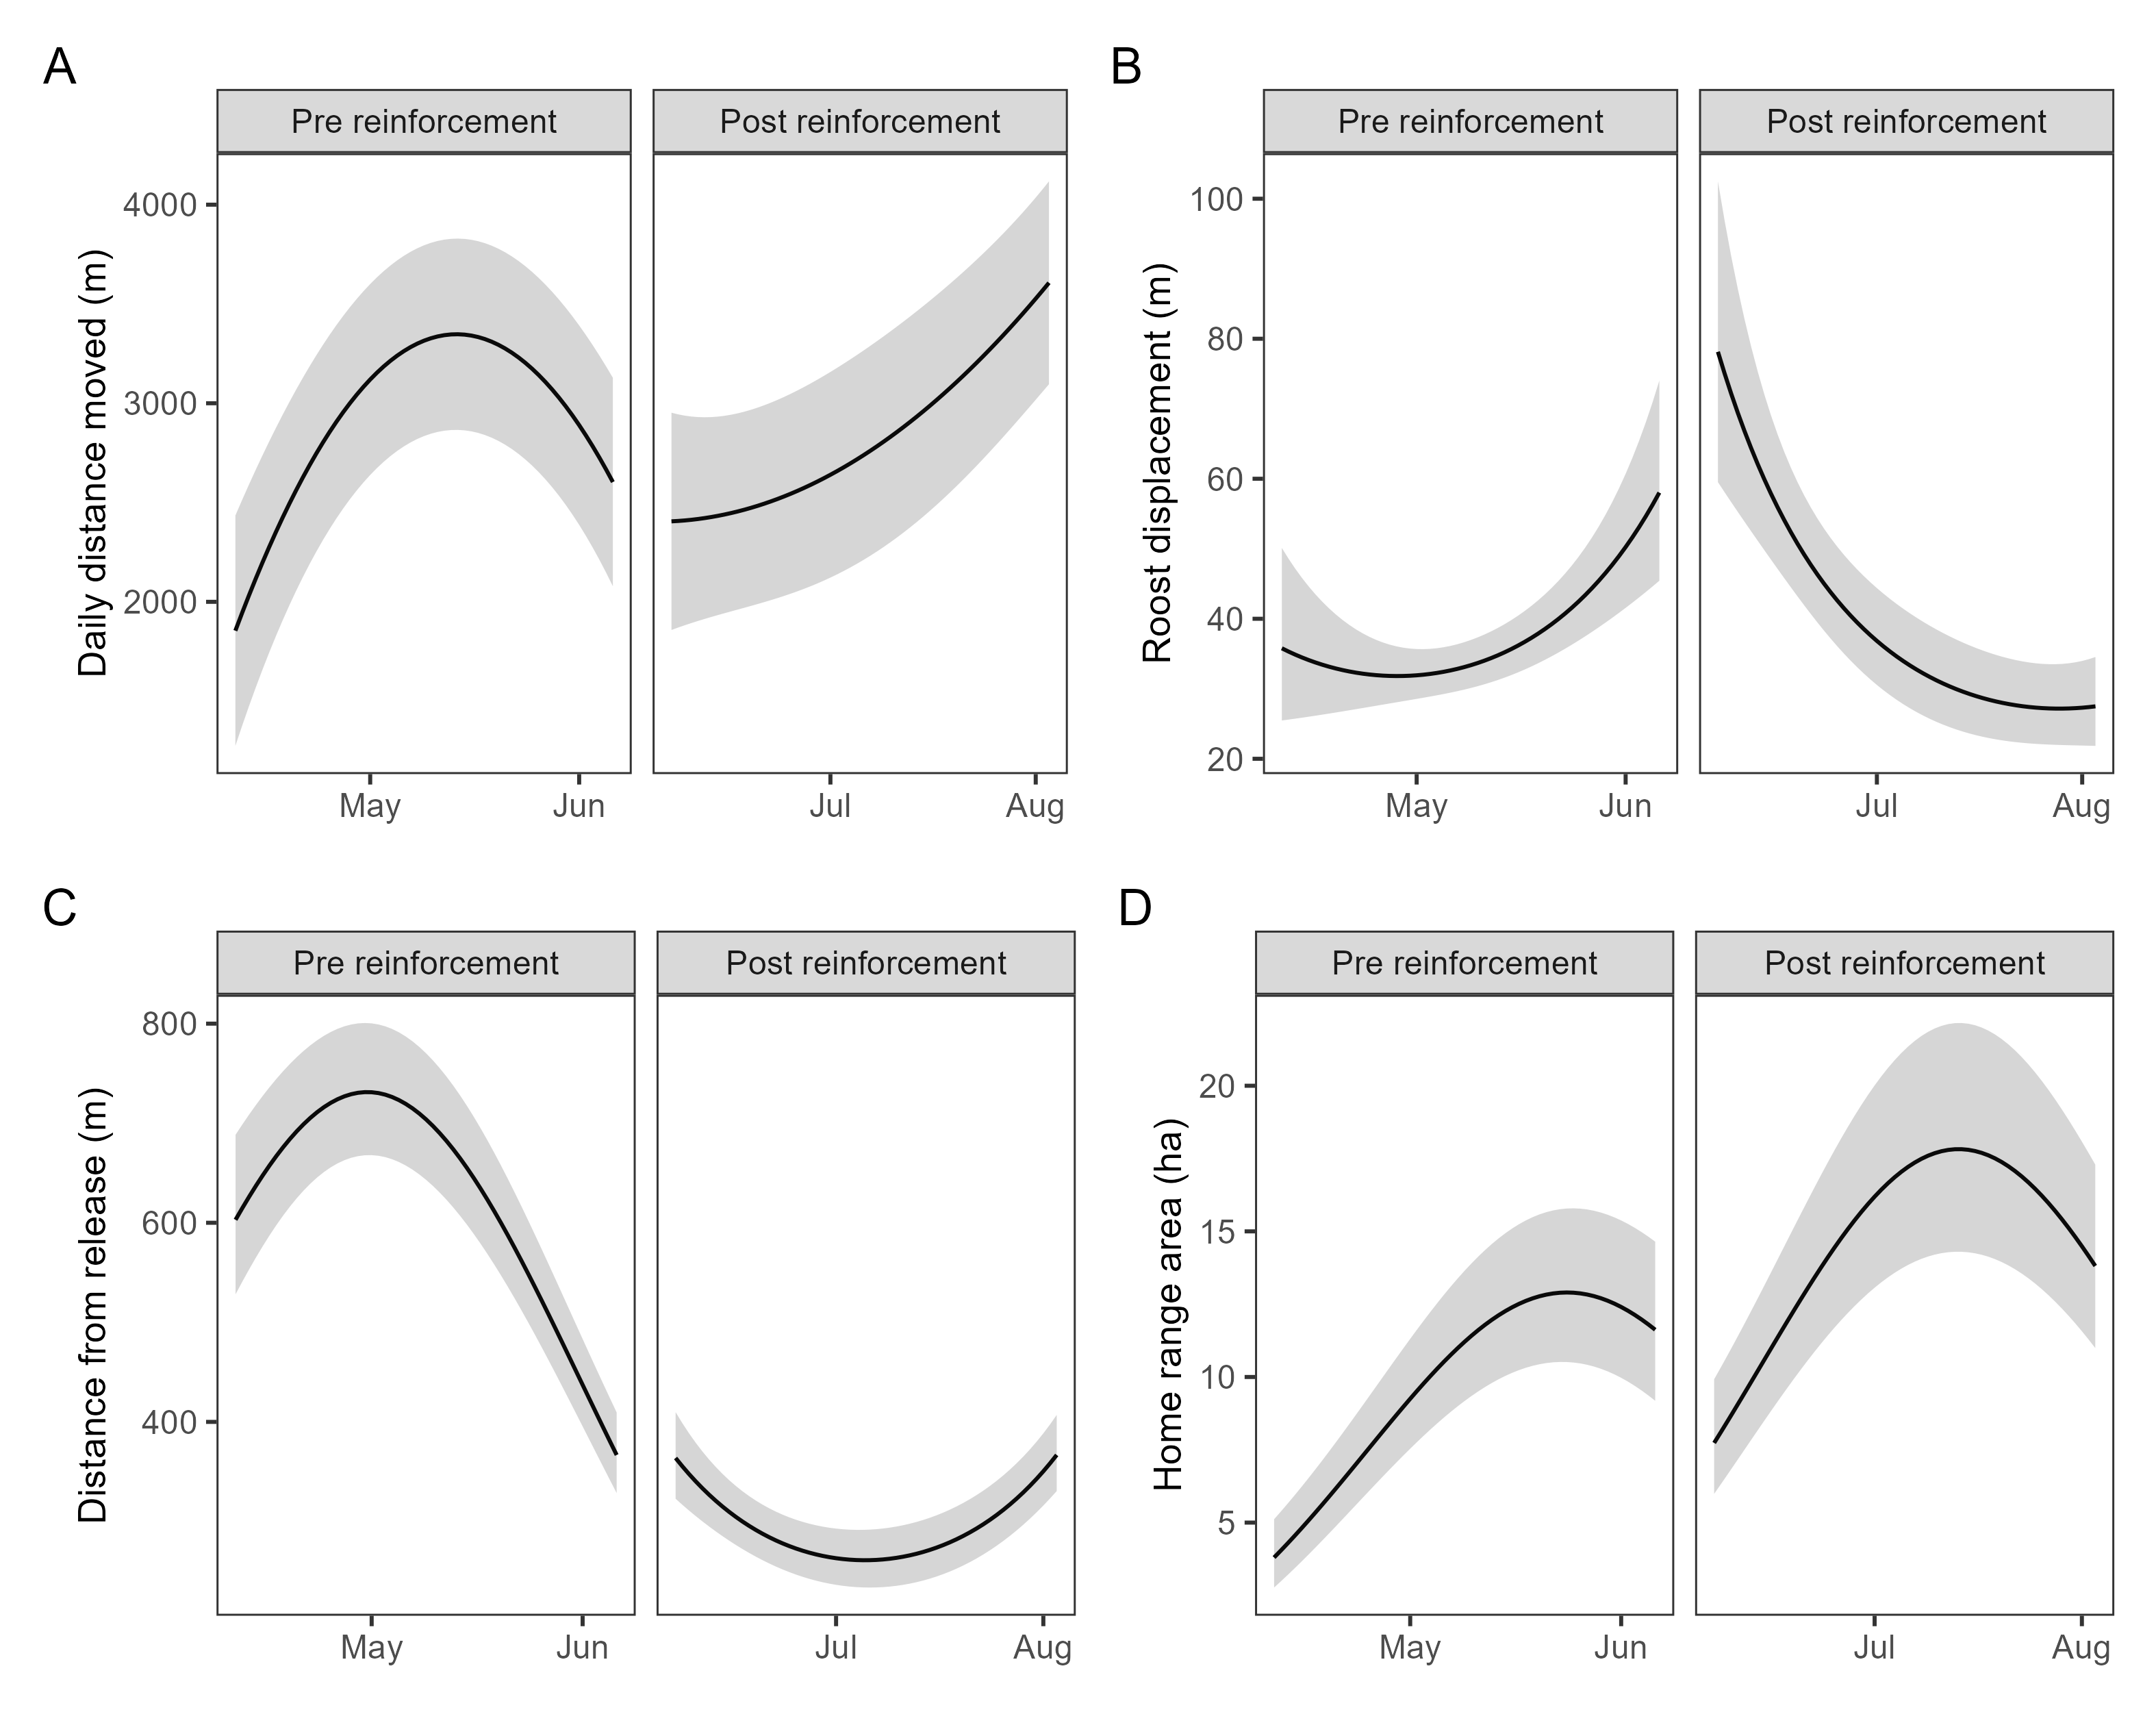 A
Pre reinforcement
Post reinforcement
Daily distance moved (m)
4000
3000
2000
May
Jun
Jul
Aug
B
Pre reinforcement
Post reinforcement
Roost displacement (m)
100
80
60
40
20
May
Jun
Jul
Aug
C
Pre reinforcement
Post reinforcement
Distance from release (m)
800
600
400
May
Jun
Jul
Aug
D
Pre reinforcement
Post reinforcement
Home range area (ha)
20
15
10
5
May
Jun
Jul
Aug